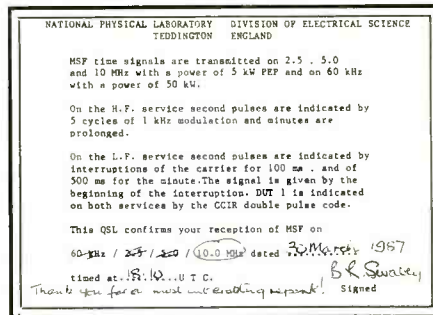 NATIONAL PHYSICAL LABORATORY DIVISION OF ELECTRICAL SCIENCE
TEDDINGTON ENGLAND
MSF time signals are transmitted on 2.5 , 5.0
and 10 MHz with a power of 5 kW PEP and on 60 kHz
with a power of 50 kW.
On the H.F. service second pulses are indicated by
5 cycles of 1 kHz modulation and minutes are
prolonged.
On the L.F. service second pulses are indicated by
interruptions of the carrier for 100 ms , and of
500 ms for the minute.The signal is given by the
beginning of the interruption. DUT 1 is indicated
on both services by the CCIR double pulse code.
This QSL confirms your reception of MSF on
60 kHz / 2.5 / 5.0 / 10.0 MHz dated March 1987
timed at..18.10...U T C.
Thank you for a most interesting report! Signed